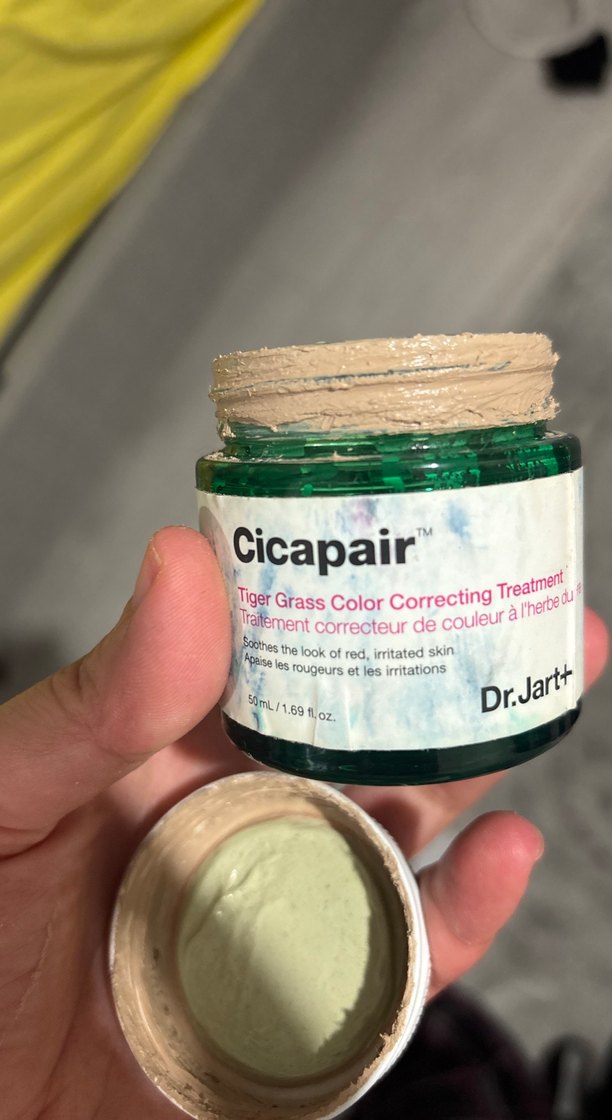 Cicapair™
Tiger Grass Color Correcting Treatment
Traitement correcteur de couleur à l'herbe du
Soothes the look of red, irritated skin
Apaise les rougeurs et les irritations
50 mL / 1.69 fl. oz.
Dr.Jart+